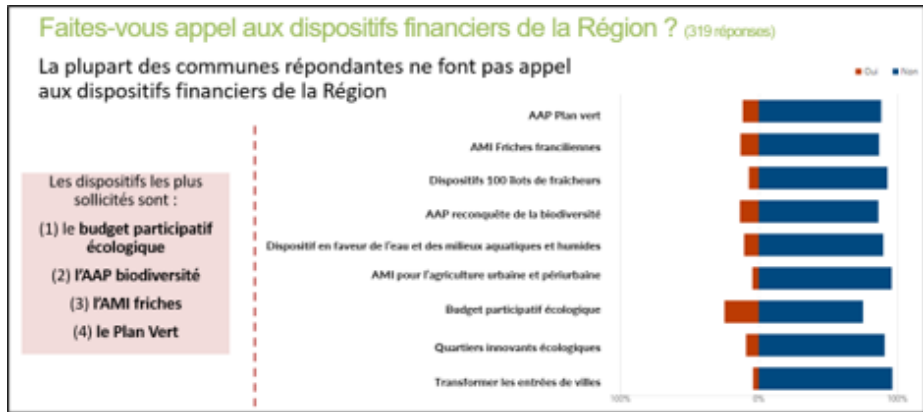 Faites-vous appel aux dispositifs financiers de la Région ? (319 réponses)
La plupart des communes répondantes ne font pas appel
aux dispositifs financiers de la Région
Les dispositifs les plus
sollicités sont :
(1) le budget participatif
écologique
(2) l'AAP biodiversité
(3) l'AMI friches
(4) le Plan Vert
Oui Non
AAP Plan vert
AMI Friches franciliennes
Dispositifs 100 îlots de fraîcheurs
AAP reconquête de la biodiversité
Dispositif en faveur de l'eau et des milieux aquatiques et humides
AMI pour l'agriculture urbaine et périurbaine
Budget participatif écologique
Quartiers innovants écologiques
Transformer les entrées de villes
100% 0% 100%